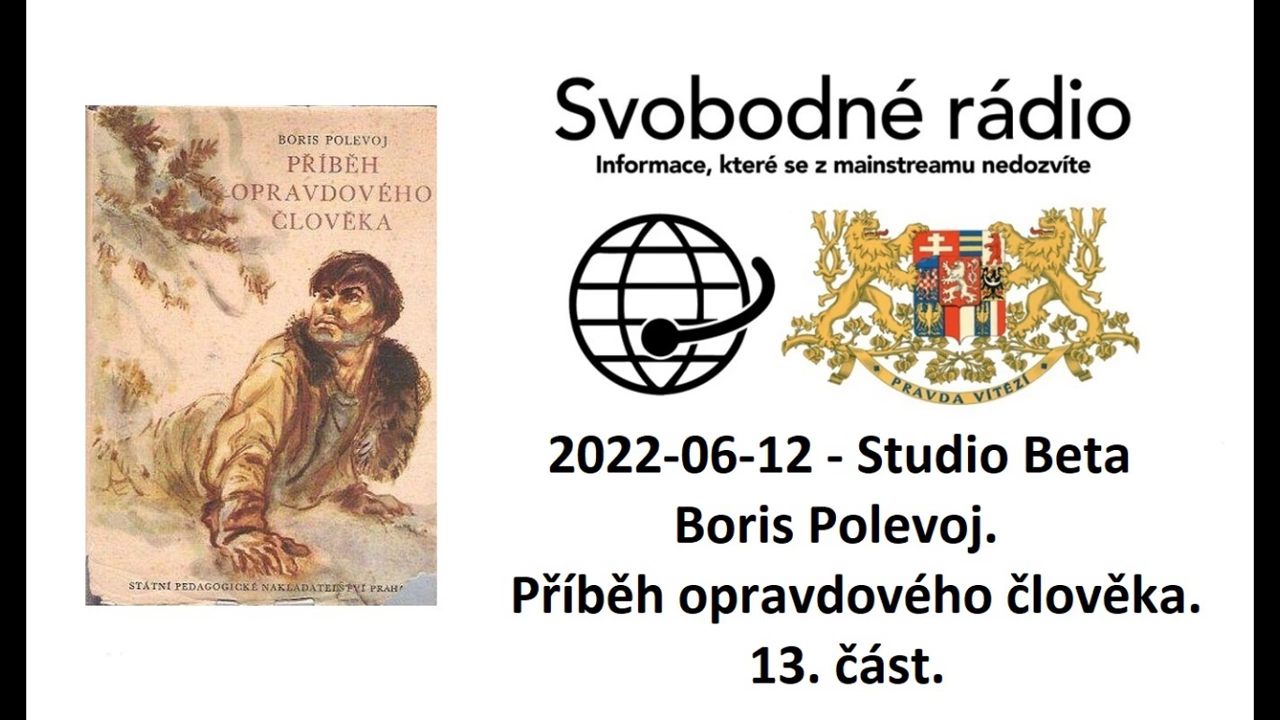 BORIS POLEVOJ
PŘÍBĚH
OPRAVDOVÉHO
ČLOVĚKA
STÁTNÍ PEDAGOGICKÉ NAKLADATELSTVÍ PRAHA
Svobodné rádio
Informace, které se z mainstreamu nedozvíte
PRAVDA VÍTĚZÍ
2022-06-12 - Studio Beta
Boris Polevoj.
Příběh opravdového člověka.
13. část.